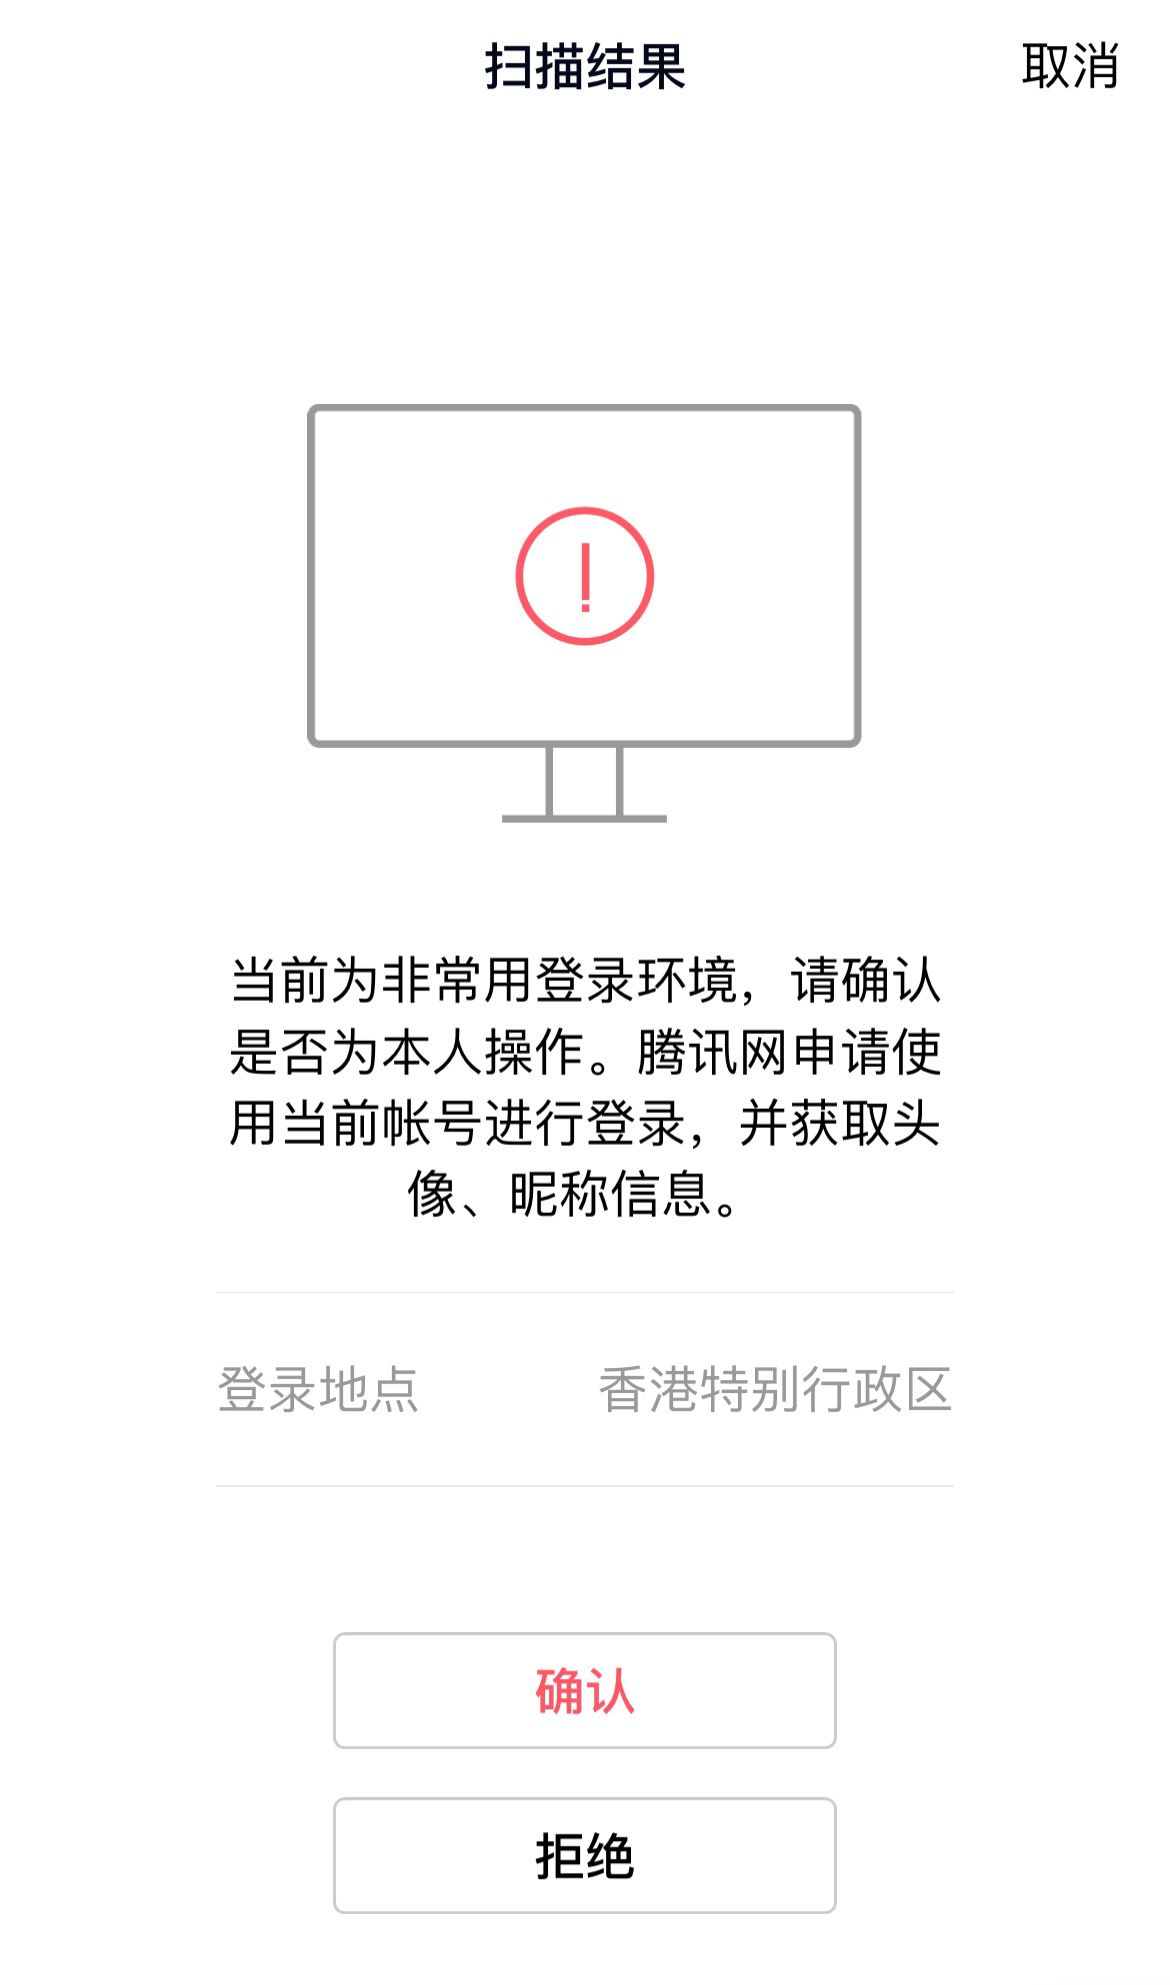 扫描结果
取消
当前为非常用登录环境，请确认
是否为本人操作。腾讯网申请使
用当前帐号进行登录，并获取头
像、昵称信息。
登录地点 香港特别行政区
确认
拒绝